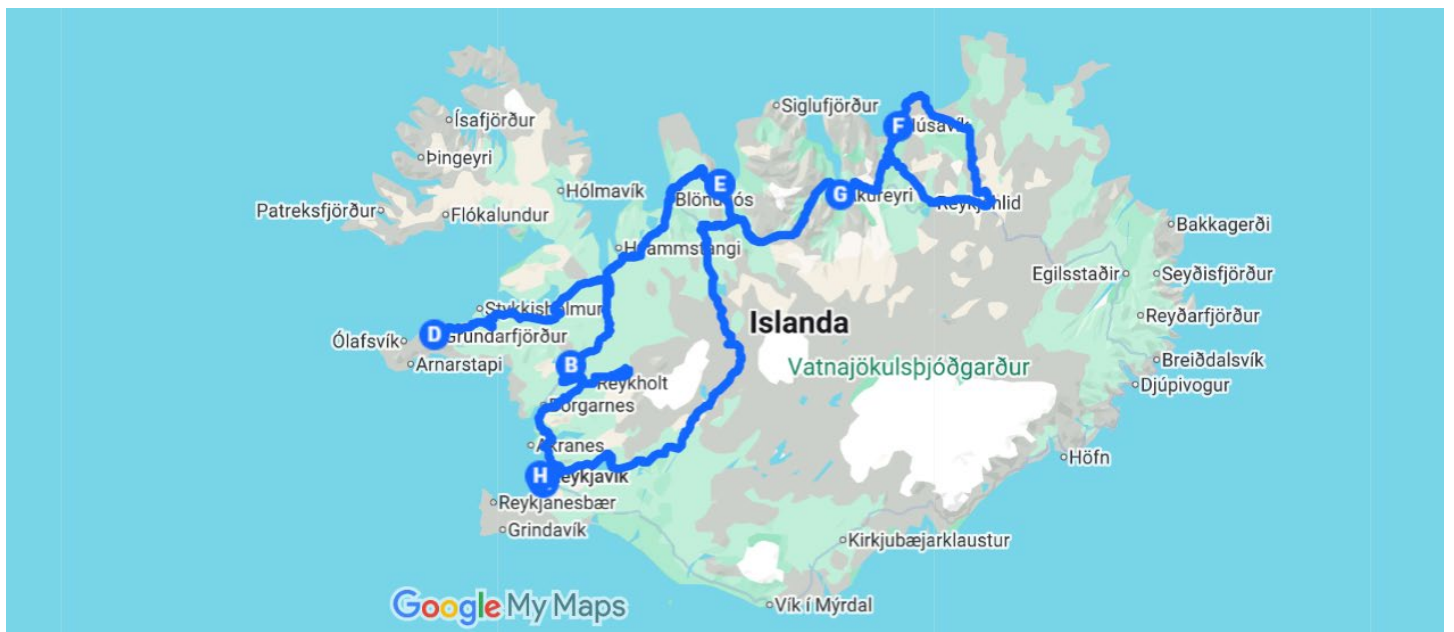 Siglufjörður
Ísafjörður
F
Húsavík
Þingeyri
Hólmavík
E
Blönduós
G
Akureyri
Reykjahlid
Patreksfjörður
Flókalundur
Bakkagerði
Hvammstangi
Egilsstaðir
Seyðisfjörður
Stykkishólmur
Islanda
Reyðarfjörður
D
Grundarfjörður
Ólafsvík
Arnarstapi
B
Reykholt
Vatnajökulsþjóðgarður
Breiðdalsvík
Djúpivogur
Borgarnes
Akranes
Höfn
H
Reykjavík
Reykjanesbær
Grindavík
Kirkjubæjarklaustur
Google My Maps
Vík í Mýrdal